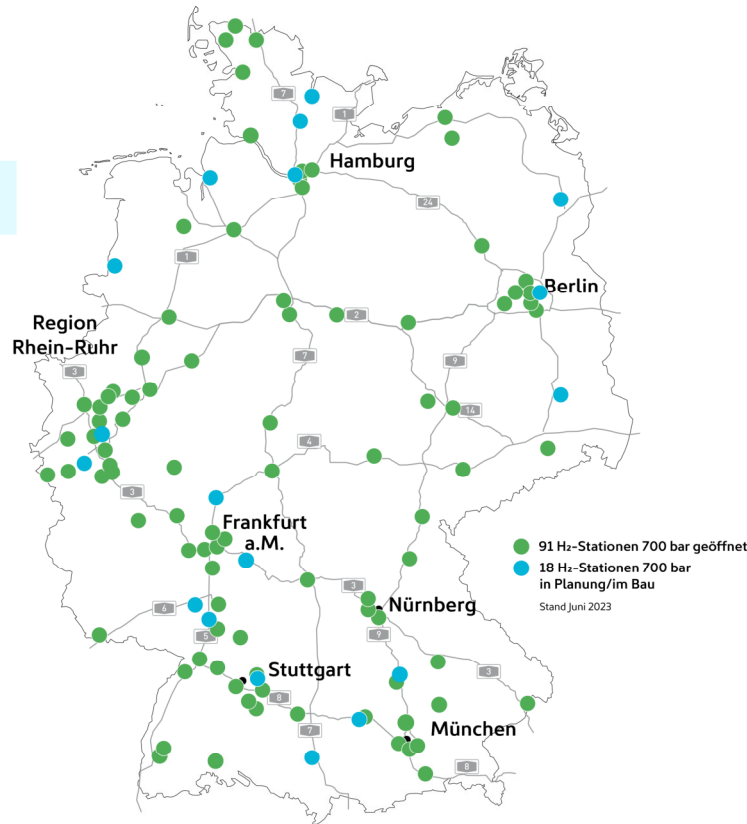 7
1
Hamburg
24
1
Berlin
Region
Rhein-Ruhr
2
3
7
9
14
4
3
Frankfurt
a.M.
91 H₂-Stationen 700 bar geöffnet
18 H₂-Stationen 700 bar
in Planung/im Bau
Stand Juni 2023
3
Nürnberg
6
5
9
Stuttgart
3
8
7
München
8